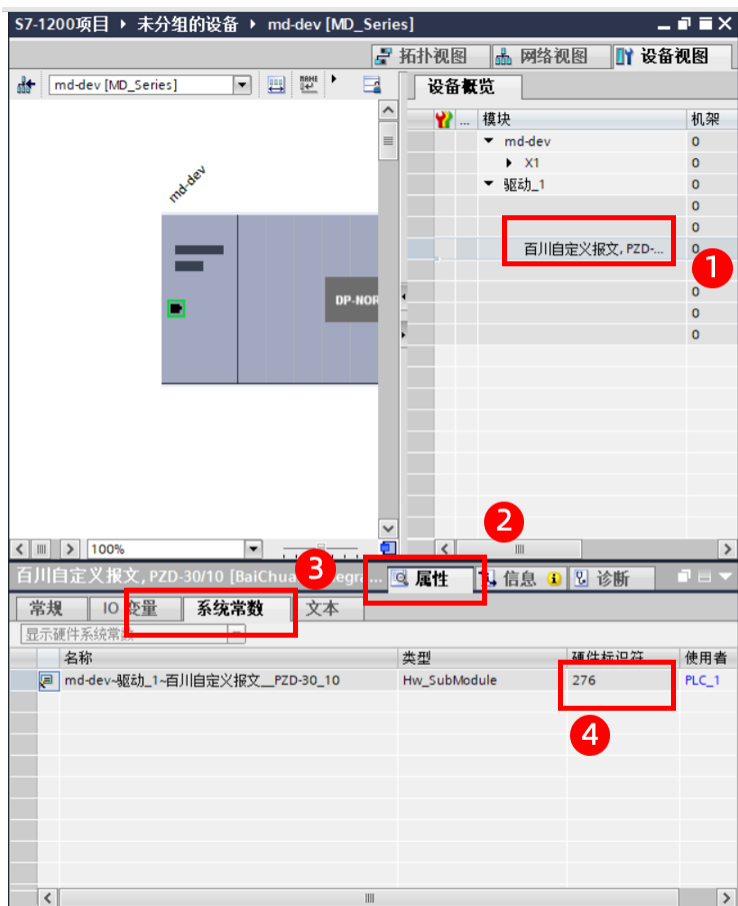 S7-1200项目 ▸ 未分组的设备 ▸ md-dev [MD_Series]
拓扑视图 网络视图 设备视图
md-dev [MD_Series]
设备概览
... 模块 机架
md-dev 0
X1 0
驱动_1 0
0
0
百川自定义报文, PZD-... 0
1
0
0
0
md-dev
DP-NOR
2
100%
3
百川自定义报文, PZD-30/10 [BaiChua
属性 信息 诊断
常规 IO 变量 系统常数 文本
显示硬件系统常数
名称 类型 硬件标识符 使用者
md-dev~驱动_1~百川自定义报文__PZD-30_10 Hw_SubModule 276 PLC_1
4